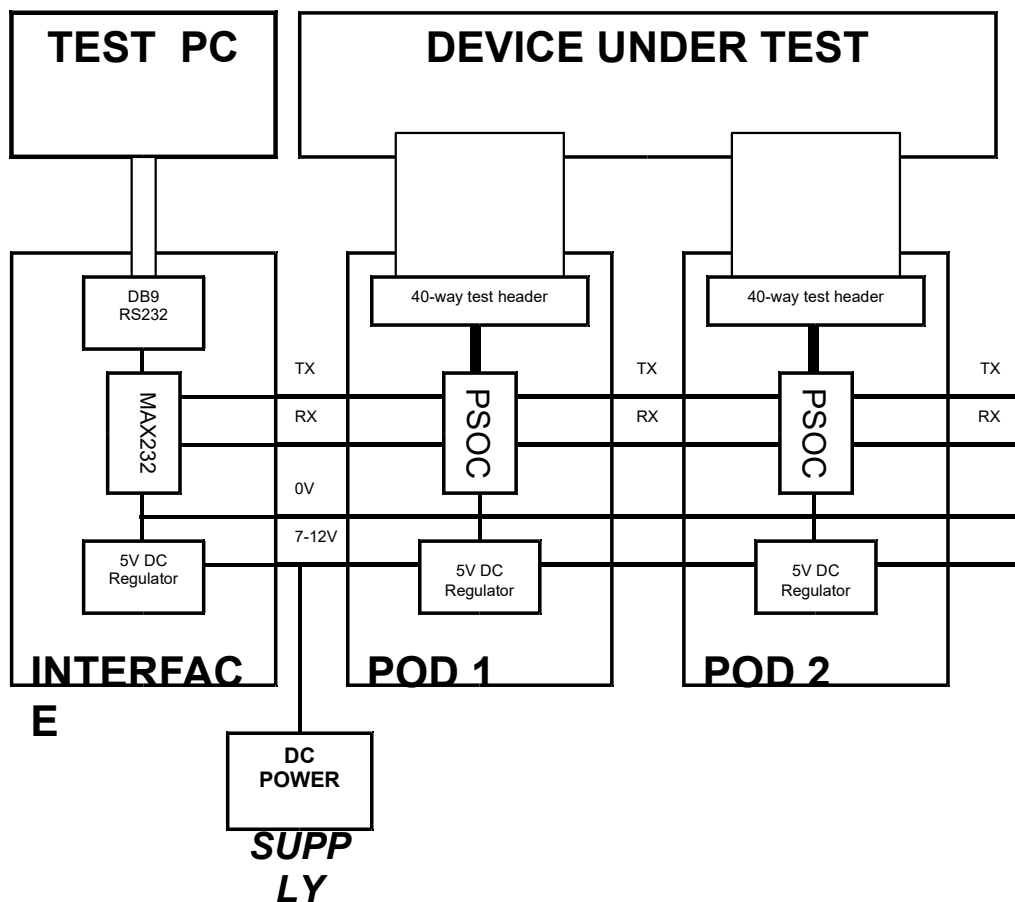 TEST PC
DEVICE UNDER TEST
DB9
RS232
40-way test header
40-way test header
MAX232
TX
RX
PSOC
TX
RX
PSOC
TX
RX
0V
7-12V
5V DC
Regulator
5V DC
Regulator
5V DC
Regulator
INTERFAC
E
POD 1
POD 2
DC
POWER
SUPP
LY